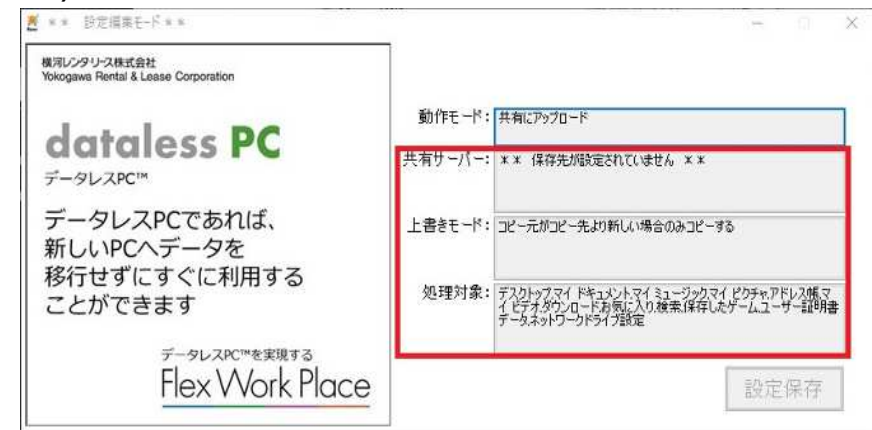 ** 設定編集モード**
横河レンタリース株式会社
Yokogawa Rental & Lease Corporation
dataless PC
データレスPC™
データレスPCであれば、
新しいPCへデータを
移行せずにすぐに利用する
ことができます
データレスPC™を実現する
Flex Work Place
動作モード: 共有にアップロード
共有サーバー: ** 保存先が設定されていません **
上書きモード: コピー元がコピー先より新しい場合のみコピーする
処理対象: デスクトップ,マイ ドキュメント,マイ ミュージック,マイ ピクチャ,アドレス帳,マ
イ ビデオ,ダウンロード,お気に入り,検索,保存したゲーム,ユーザー証明書
データ,ネットワークドライブ設定
設定保存